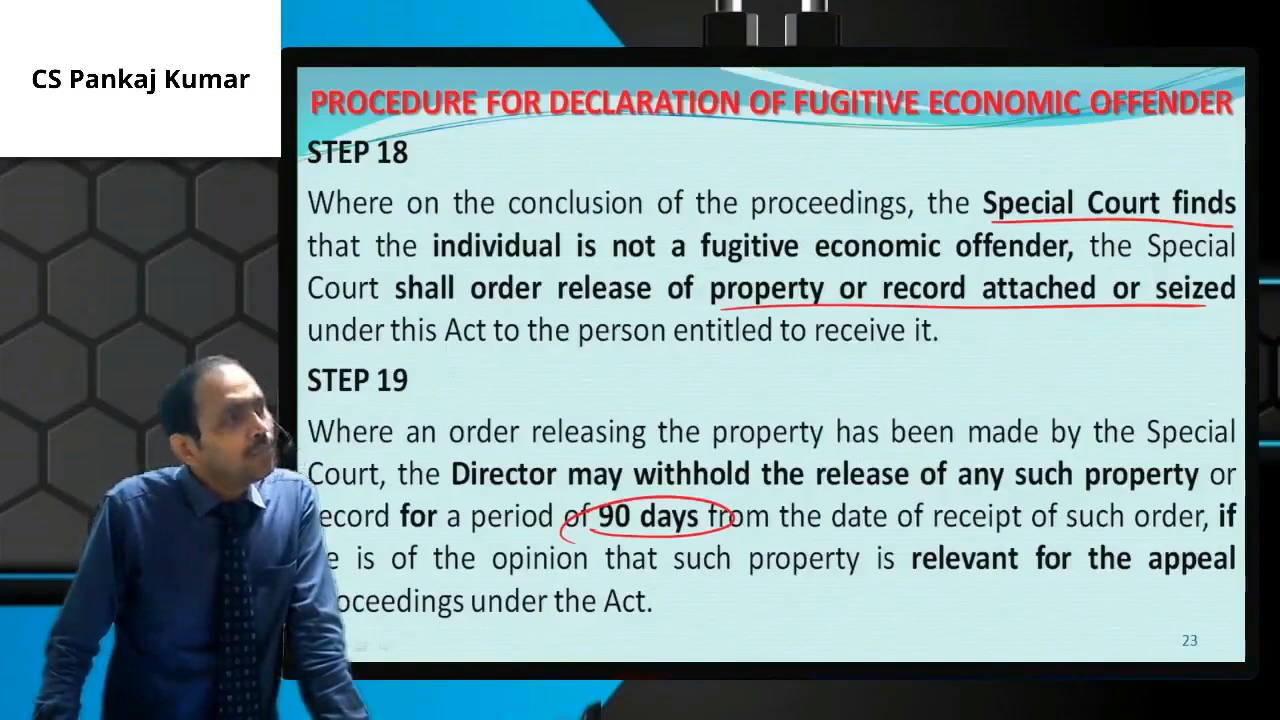 CS Pankaj Kumar
PROCEDURE FOR DECLARATION OF FUGITIVE ECONOMIC OFFENDER
STEP 18
Where on the conclusion of the proceedings, the Special Court finds
that the individual is not a fugitive economic offender, the Special
Court shall order release of property or record attached or seized
under this Act to the person entitled to receive it.
STEP 19
Where an order releasing the property has been made by the Special
Court, the Director may withhold the release of any such property or
ecord for a period of 90 days from the date of receipt of such order, if
e is of the opinion that such property is relevant for the appeal
oceedings under the Act.
23